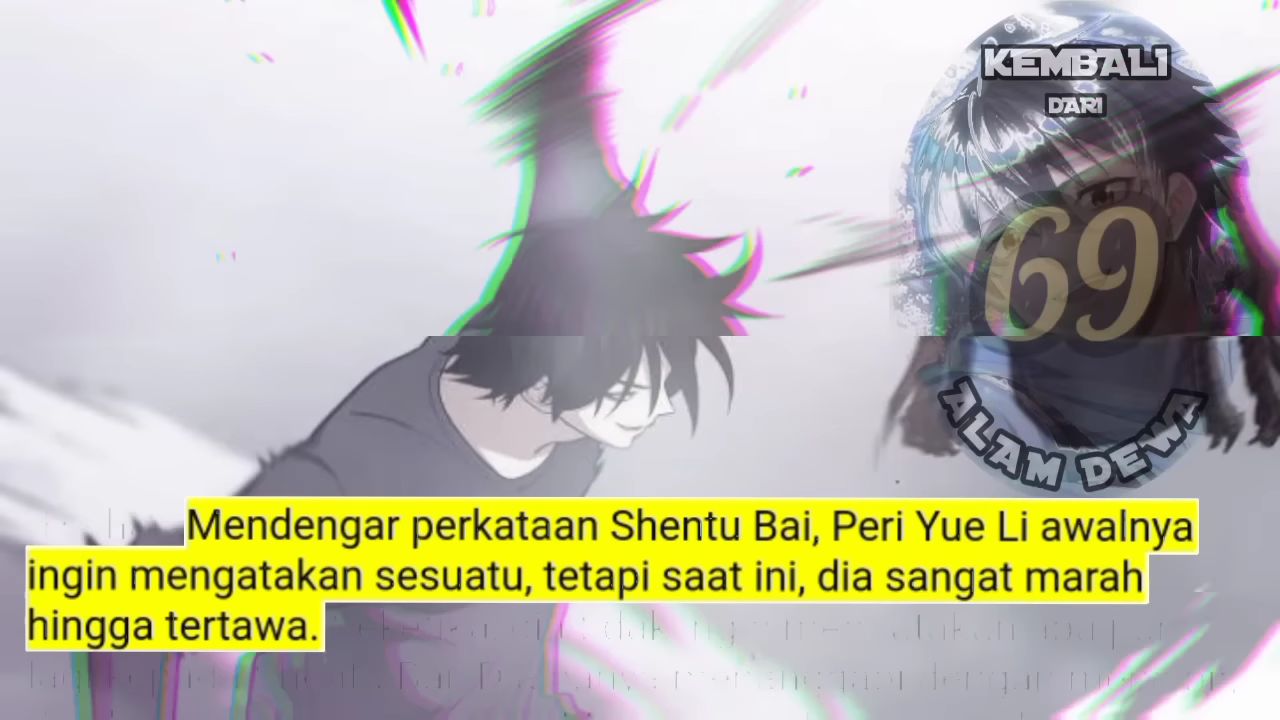 KEMBALI
DARI
69
ALAM DEWA
Mendengar perkataan Shentu Bai, Peri Yue Li awalnya
ingin mengatakan sesuatu, tetapi saat ini, dia sangat marah
hingga tertawa.